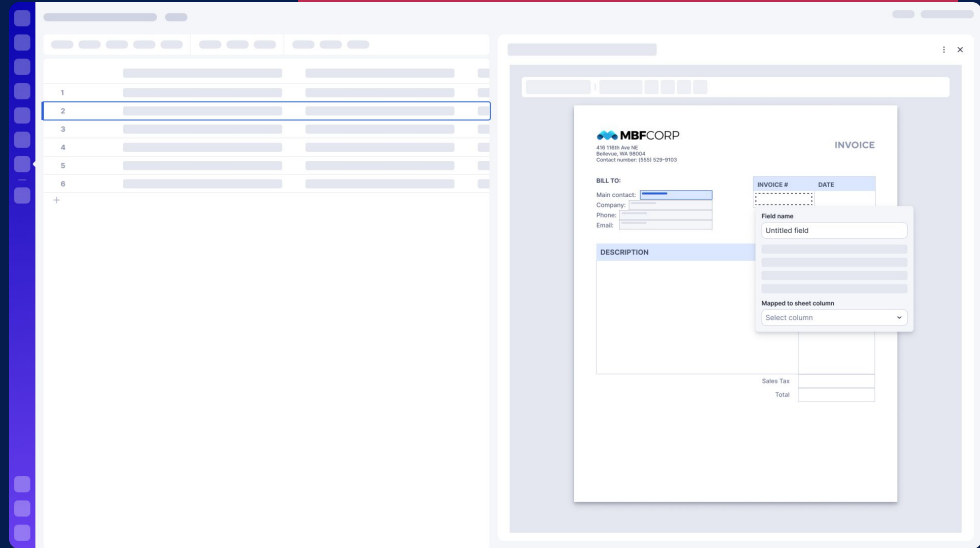 1
2
3
4
5
6
MBFCORP
416 116th Ave NE
Bellevue, WA 98004
Contact number: (555) 529-9103
INVOICE
BILL TO:
Main contact:
Company:
Phone:
Email:
INVOICE # DATE
Field name
Untitled field
Mapped to sheet column
Select column
DESCRIPTION
Sales Tax
Total